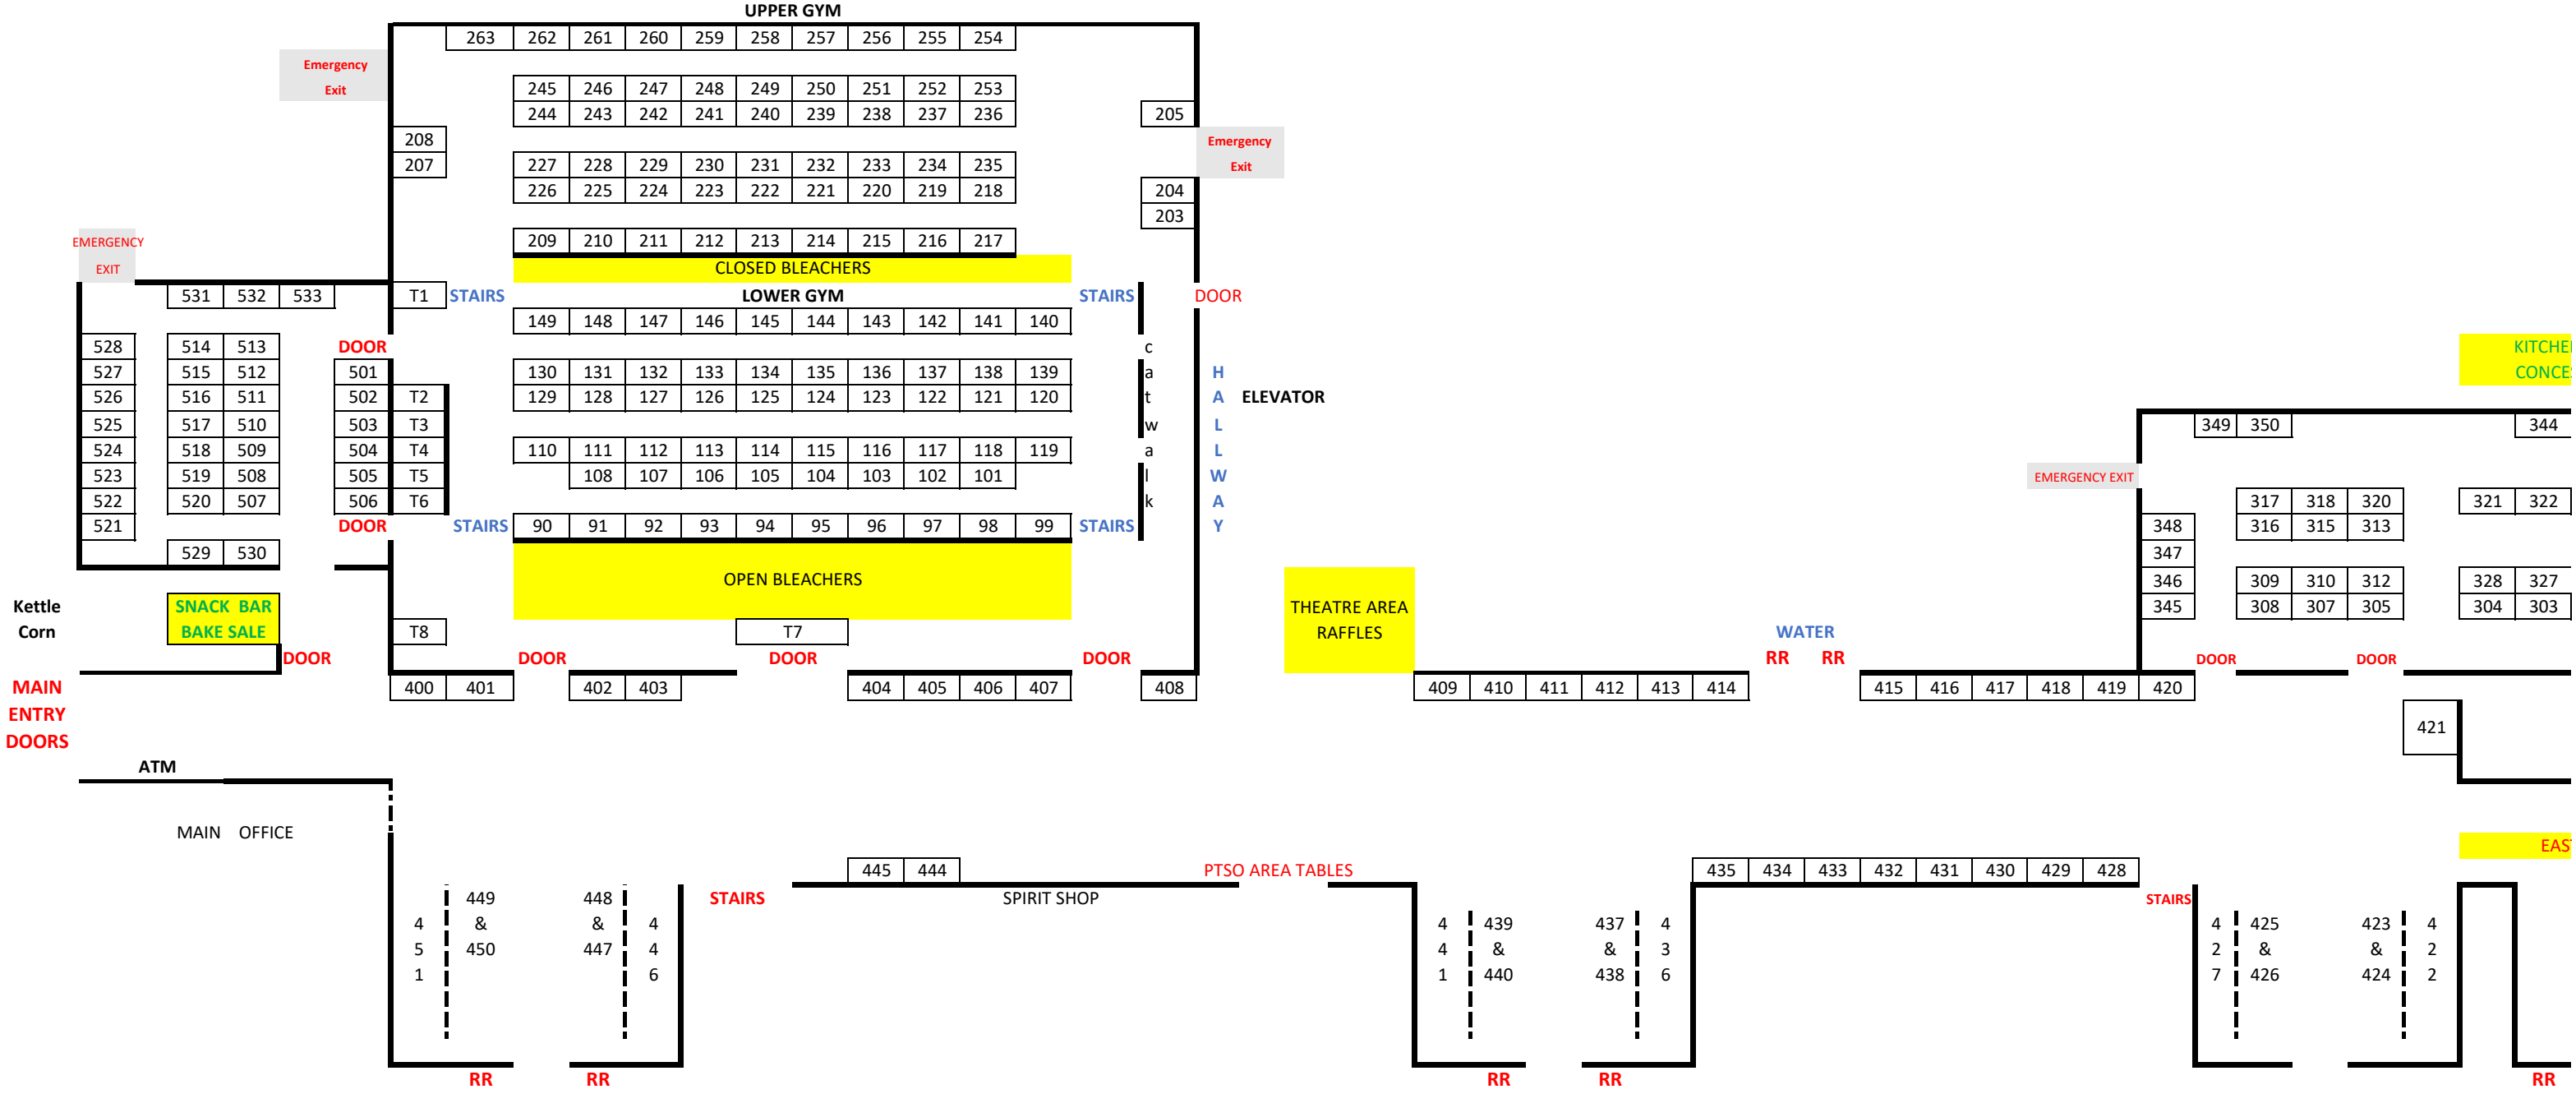 UPPER GYM
263 262 261 260 259 258 257 256 255 254
Emergency
Exit
245 246 247 248 249 250 251 252 253
244 243 242 241 240 239 238 237 236 205
208
Emergency
207 227 228 229 230 231 232 233 234 235
Exit
226 225 224 223 222 221 220 219 218 204
203
EMERGENCY 209 210 211 212 213 214 215 216 217
EXIT CLOSED BLEACHERS
531 532 533 T1 STAIRS LOWER GYM STAIRS DOOR
149 148 147 146 145 144 143 142 141 140
528 514 513 DOOR c
527 515 512 501 130 131 132 133 134 135 136 137 138 139 a H
526 516 511 502 T2 129 128 127 126 125 124 123 122 121 120 t A ELEVATOR
525 517 510 503 T3 w L 349 350 344
524 518 509 504 T4 110 111 112 113 114 115 116 117 118 119 a L
523 519 508 505 T5 108 107 106 105 104 103 102 101 l W EMERGENCY EXIT
522 520 507 506 T6 k A 317 318 320 321 322
521 DOOR STAIRS 90 91 92 93 94 95 96 97 98 99 STAIRS Y 348 316 315 313
529 530 347
OPEN BLEACHERS 346 309 310 312 328 327
Kettle SNACK BAR THEATRE AREA 345 308 307 305 304 303
Corn BAKE SALE T8 T7 RAFFLES WATER
DOOR DOOR DOOR DOOR RR RR DOOR DOOR
MAIN 400 401 402 403 404 405 406 407 408 409 410 411 412 413 414 415 416 417 418 419 420
ENTRY
421
DOORS
ATM
MAIN OFFICE
445 444 PTSO AREA TABLES 435 434 433 432 431 430 429 428
449 448 STAIRS SPIRIT SHOP STAIRS
4 & & 4 4 439 437 4 4 425 423 4
5 450 447 4 4 & & 3 2 & & 2
1 6 1 440 438 6 7 426 424 2
RR RR RR RR RR